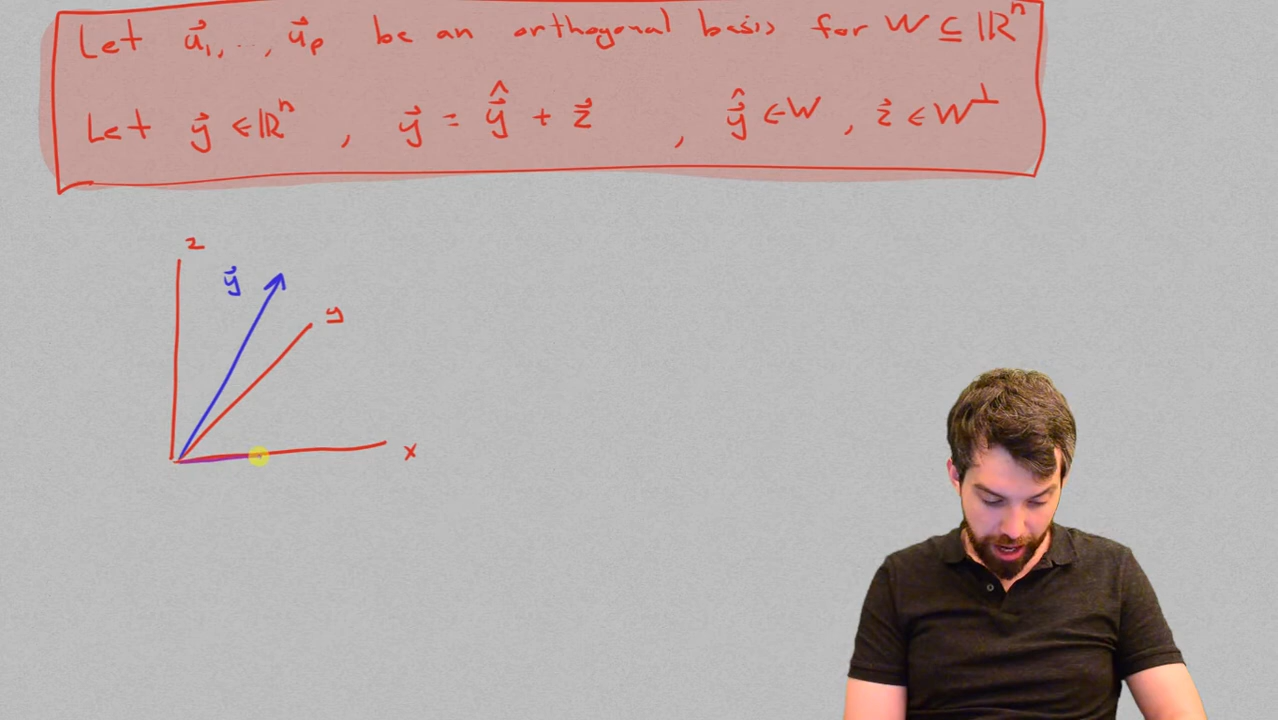 Let u⃗₁, ..., u⃗ₚ be an orthogonal basis for W ⊆ ℝⁿ
Let y⃗ ∈ ℝⁿ , y⃗ = ŷ⃗ + z⃗ , ŷ⃗ ∈ W , z⃗ ∈ W^⊥
z
y⃗
y
x